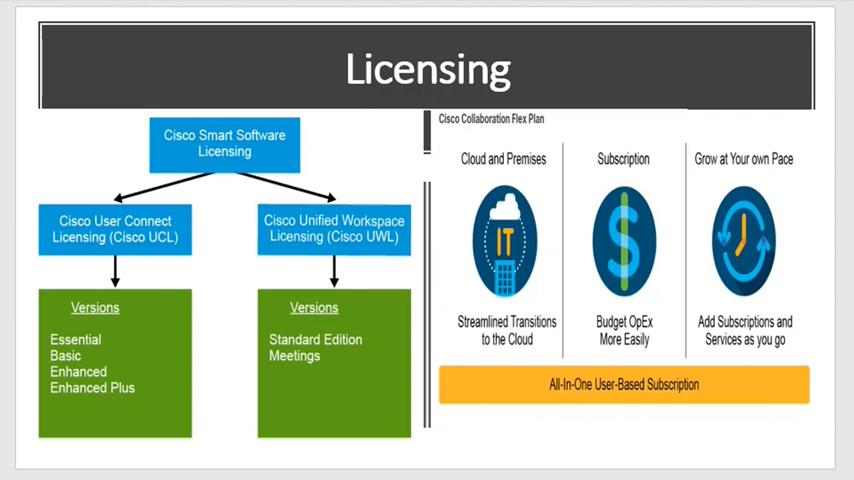 Licensing
Cisco Smart Software
Licensing
Cisco User Connect
Licensing (Cisco UCL)
Cisco Unified Workspace
Licensing (Cisco UWL)
Versions
Essential
Basic
Enhanced
Enhanced Plus
Versions
Standard Edition
Meetings
Cisco Collaboration Flex Plan
Cloud and Premises
IT
Streamlined Transitions
to the Cloud
Subscription
$
Budget OpEx
More Easily
Grow at Your own Pace
Add Subscriptions and
Services as you go
All-In-One User-Based Subscription